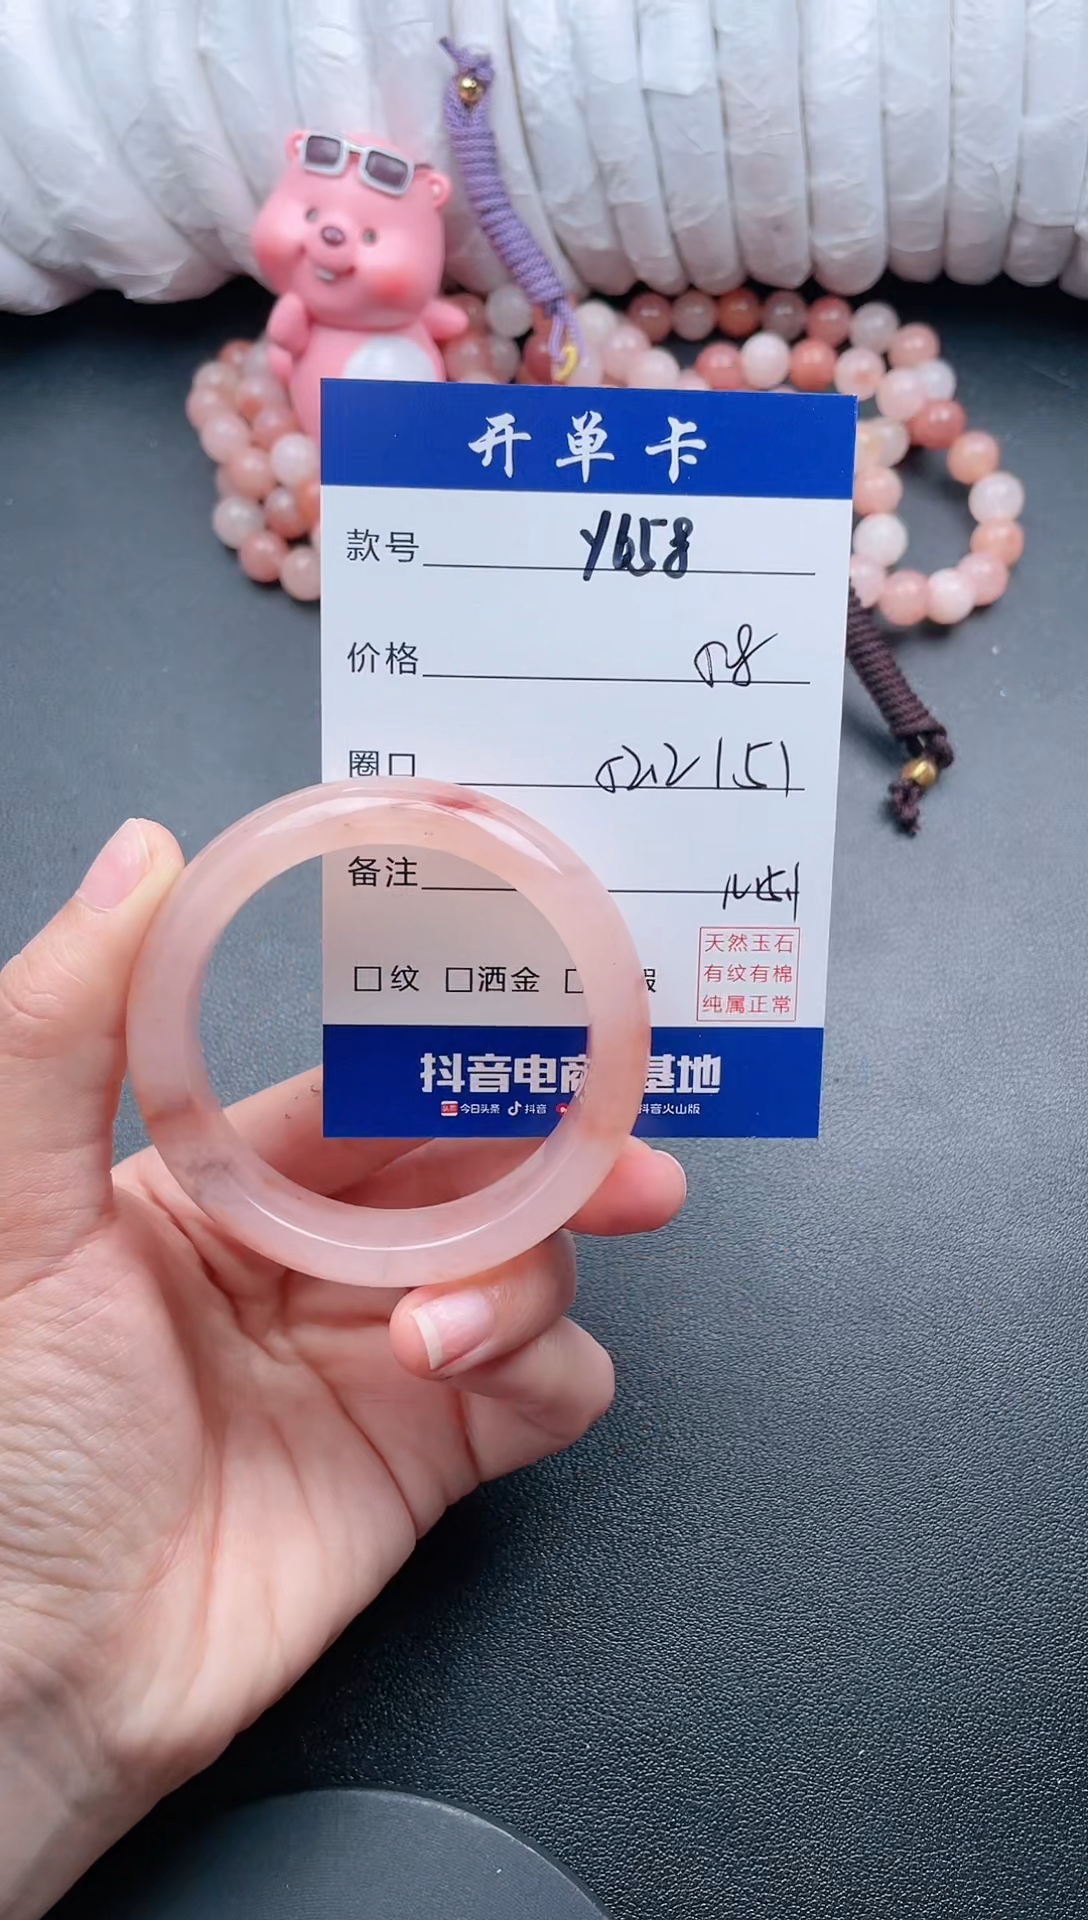 开单卡
款号 Y658
价格 58
圈口
备注
□纹 □洒金 □
天然玉石
有纹有棉
纯属正常
抖音电商 基地
头条 今日头条 抖音 抖音火山版